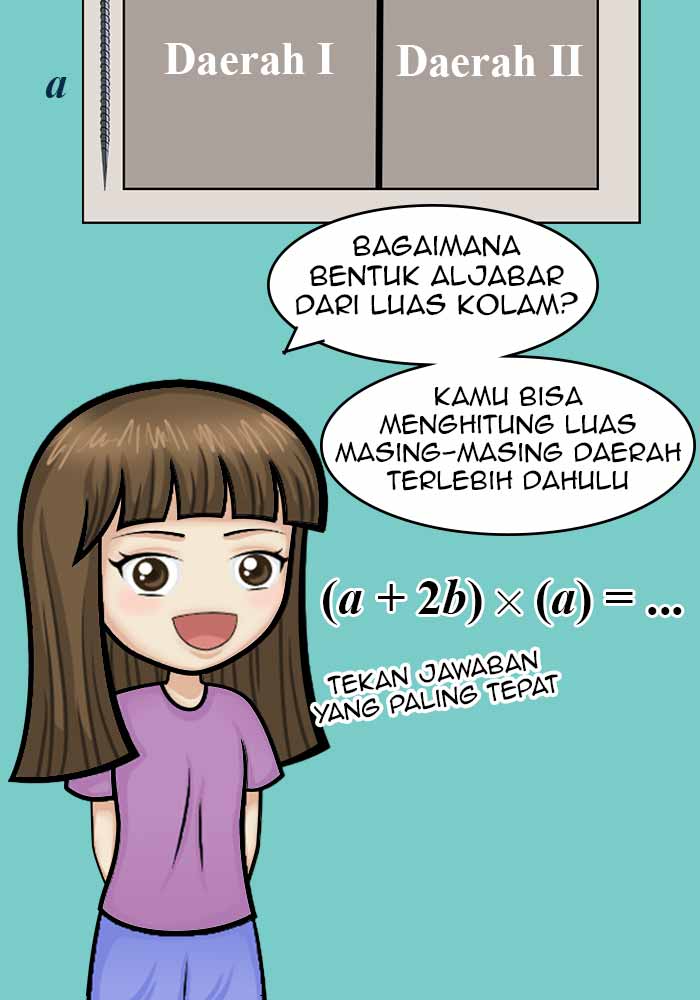 Daerah I
Daerah II
a
BAGAIMANA
BENTUK ALJABAR
DARI LUAS KOLAM?
KAMU BISA
MENGHITUNG LUAS
MASING-MASING DAERAH
TERLEBIH DAHULU
(a + 2b) × (a) = ...
TEKAN JAWABAN
YANG PALING TEPAT